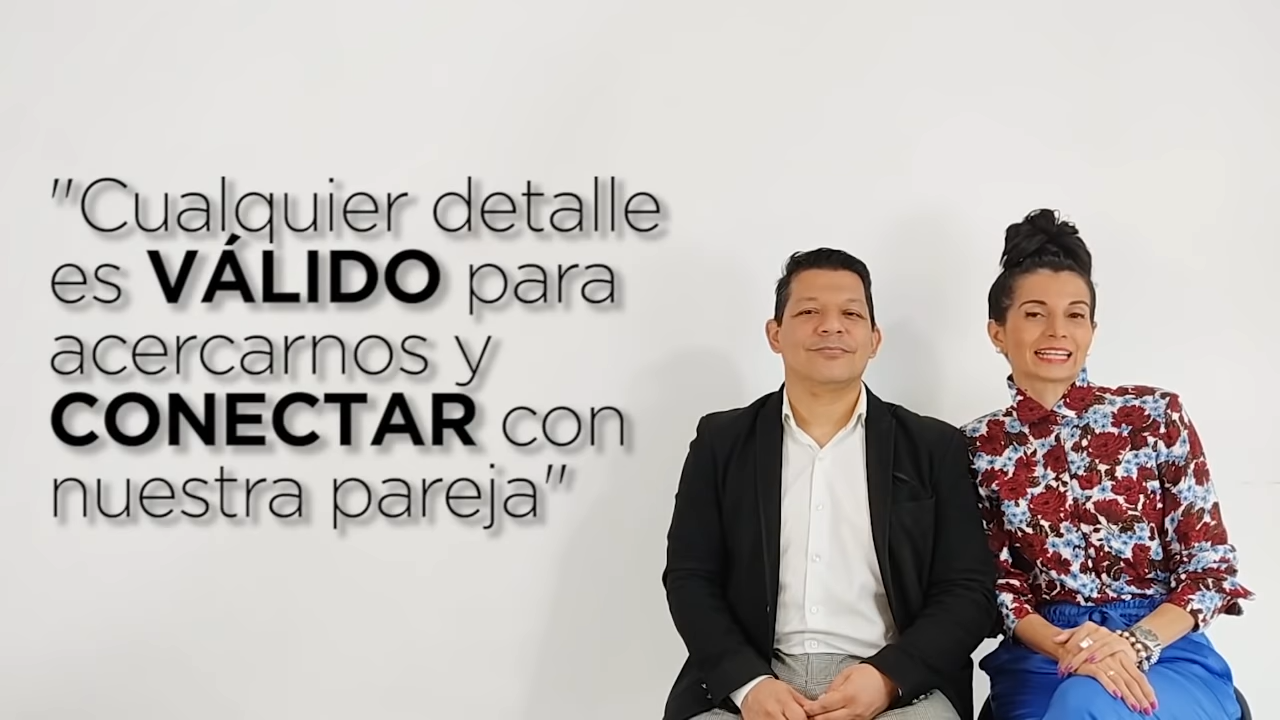 "Cualquier detalle
es VÁLIDO para
acercarnos y
CONECTAR con
nuestra pareja"